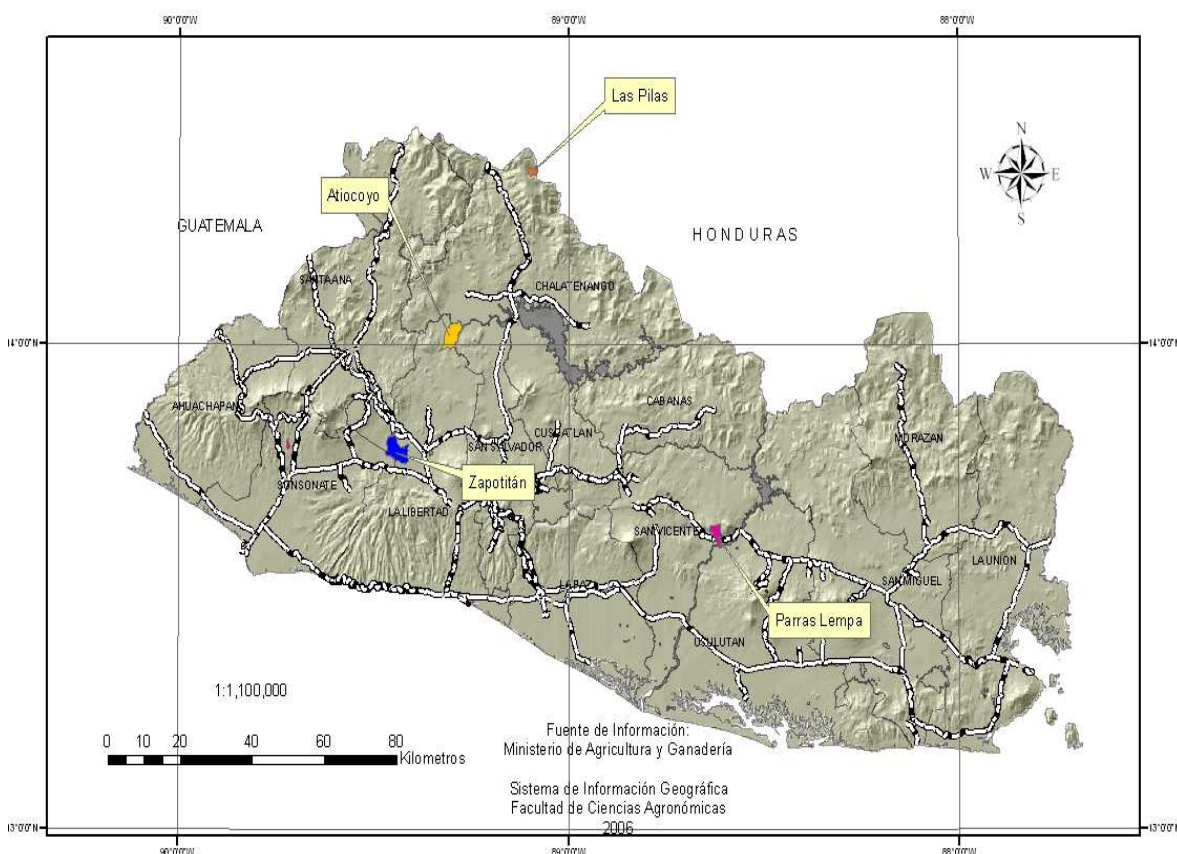 90°0'0"W
89°0'0"W
88°0'0"W
Las Pilas
N
W E
S
Atiocoyo
GUATEMALA
HONDURAS
SANTA ANA
CHALATENANGO
14°0'0"N
14°0'0"N
CABANAS
AHUACHAPAN
MORAZAN
CUSCATLAN
SAN SALVADOR
Zapotitán
SONSONATE
LA LIBERTAD
SAN VICENTE
LA UNION
SAN MIGUEL
LA PAZ
Parras Lempa
USULUTAN
1:1,100,000
0 10 20 40 60 80
Kilometros
Fuente de Información:
Ministerio de Agricultura y Ganadería
Sistema de Información Geográfica
Facultad de Ciencias Agronómicas
2006
13°0'0"N
13°0'0"N
90°0'0"W
89°0'0"W
88°0'0"W